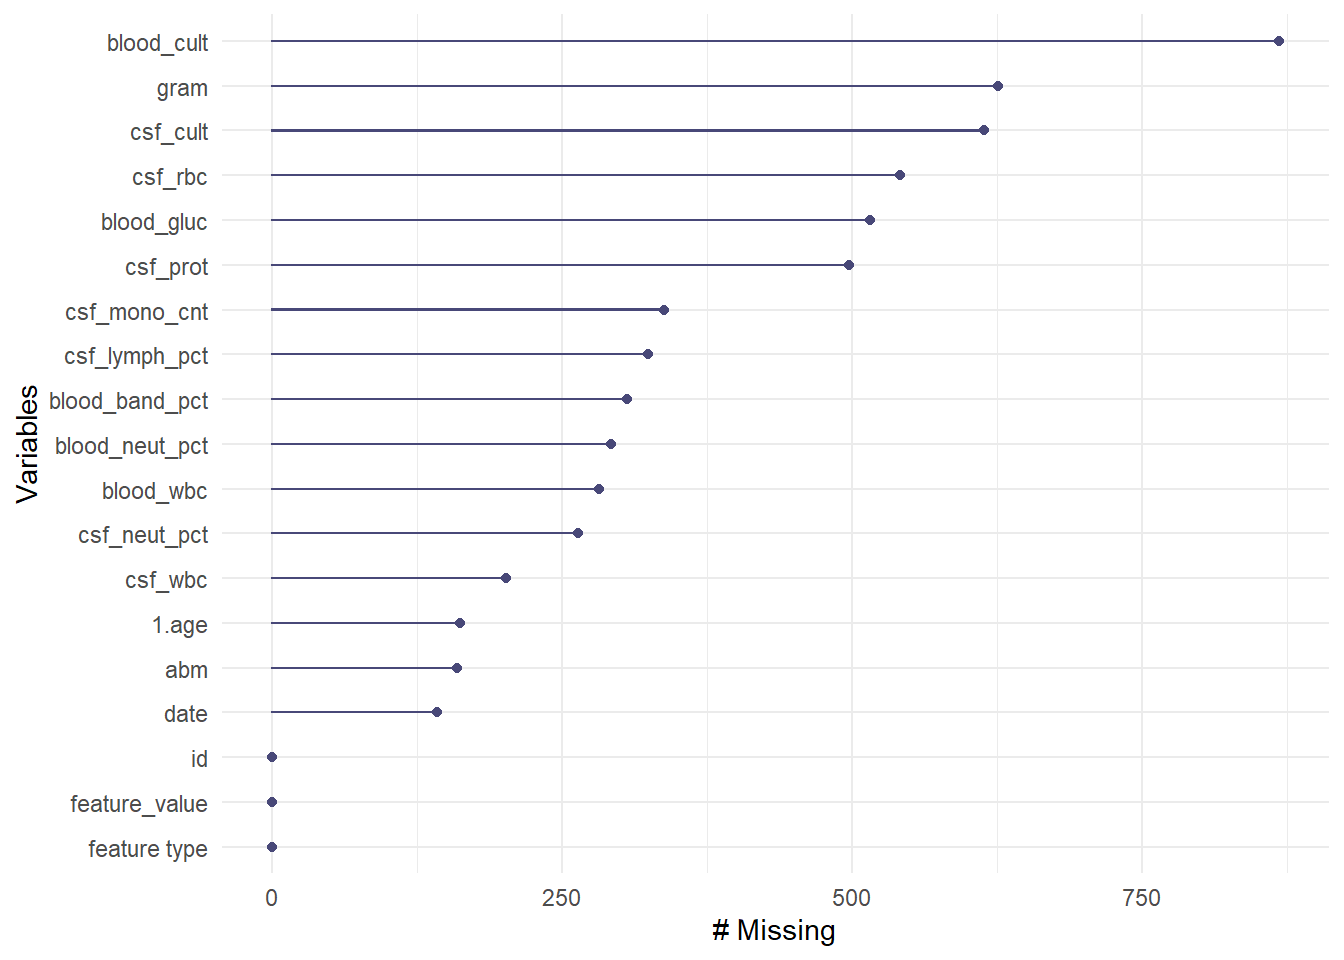 blood_cult
gram
csf_cult
csf_rbc
blood_gluc
csf_prot
csf_mono_cnt
csf_lymph_pct
blood_band_pct
blood_neut_pct
blood_wbc
csf_neut_pct
csf_wbc
1.age
abm
date
id
feature_value
feature type
Variables
0 250 500 750
# Missing